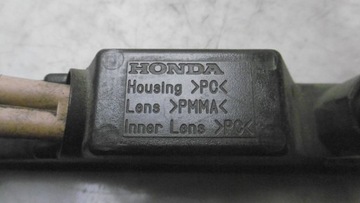 HONDA
Housing >PC<
Lens >PMMA<
Inner Lens >PC<